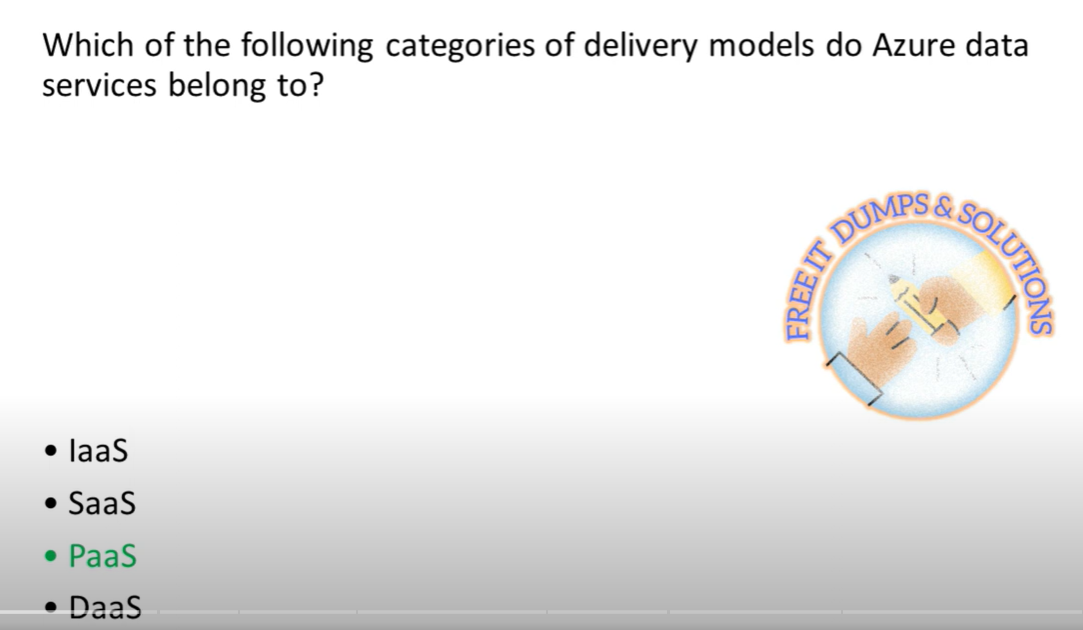 Which of the following categories of delivery models do Azure data
services belong to?
FREE IT DUMPS & SOLUTIONS
• IaaS
• SaaS
• PaaS
• DaaS